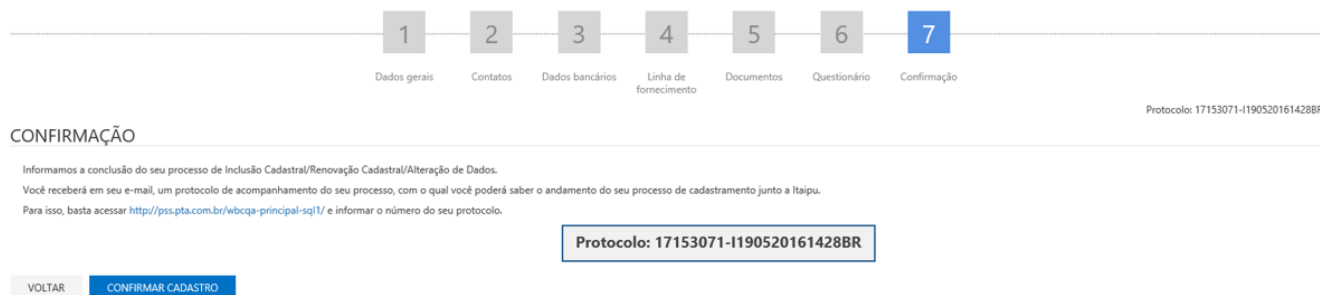 1 2 3 4 5 6 7
Dados gerais Contatos Dados bancários Linha de fornecimento Documentos Questionário Confirmação
Protocolo: 17153071-I190520161428BR
CONFIRMAÇÃO
Informamos a conclusão do seu processo de Inclusão Cadastral/Renovação Cadastral/Alteração de Dados.
Você receberá em seu e-mail, um protocolo de acompanhamento do seu processo, com o qual você poderá saber o andamento do seu processo de cadastramento junto a Itaipu.
Para isso, basta acessar http://pss.pta.com.br/wbcqa-principal-sql1/ e informar o número do seu protocolo.
Protocolo: 17153071-I190520161428BR
VOLTAR CONFIRMAR CADASTRO